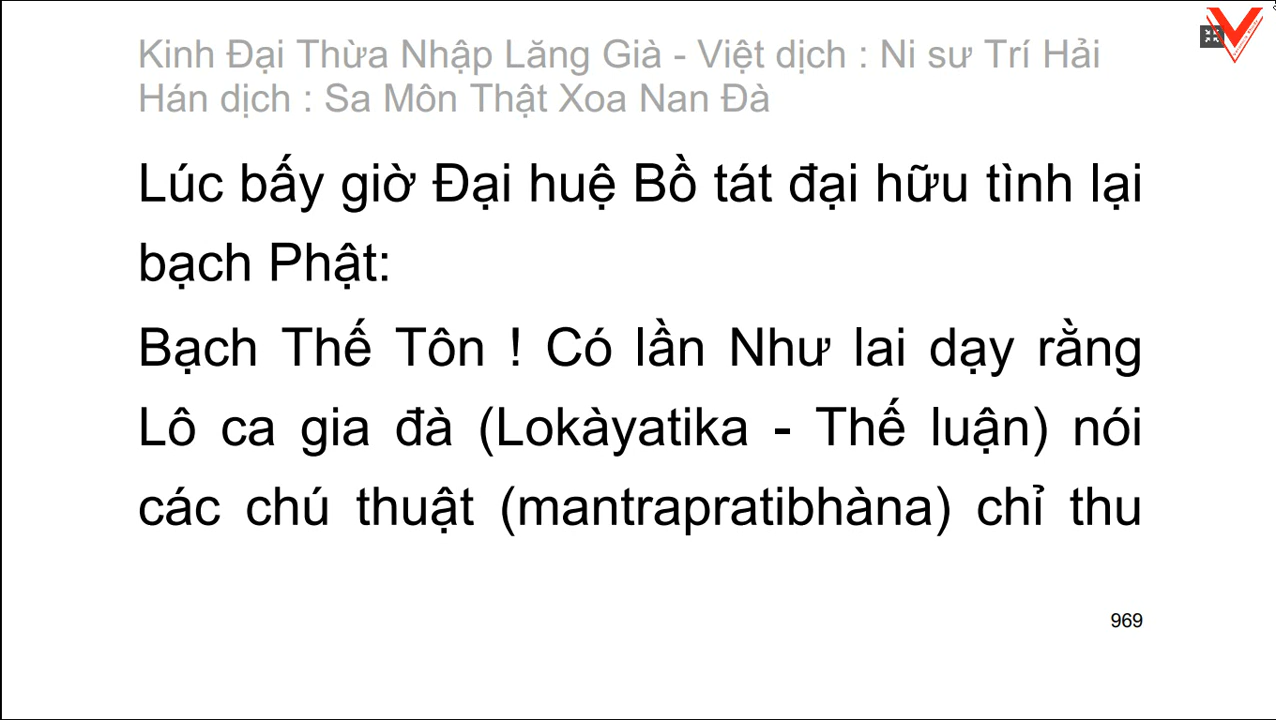 Kinh Đại Thừa Nhập Lăng Già - Việt dịch : Ni sư Trí Hải
Hán dịch : Sa Môn Thật Xoa Nan Đà
Lúc bấy giờ Đại huệ Bồ tát đại hữu tình lại
bạch Phật:
Bạch Thế Tôn ! Có lần Như lai dạy rằng
Lô ca gia đà (Lokàyatika - Thế luận) nói
các chú thuật (mantrapratibhàna) chỉ thu
969